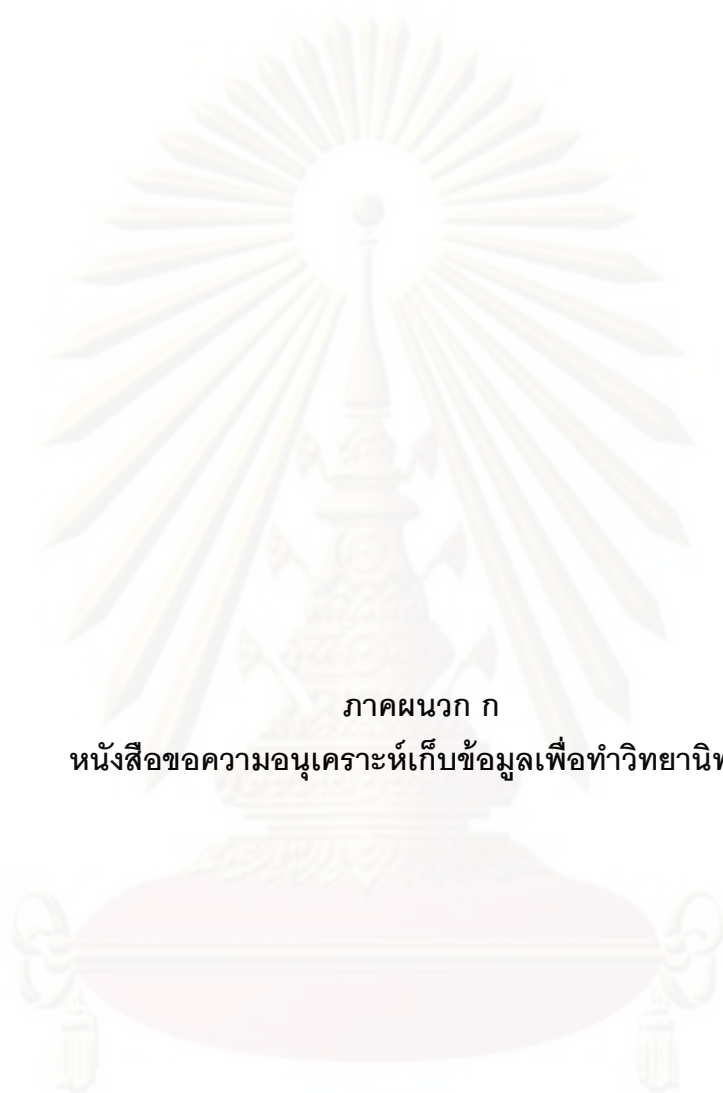 ภาคผนวก ก
หนังสือขอความอนุเคราะห์เก็บข้อมูลเพื่อทำวิทยานิ